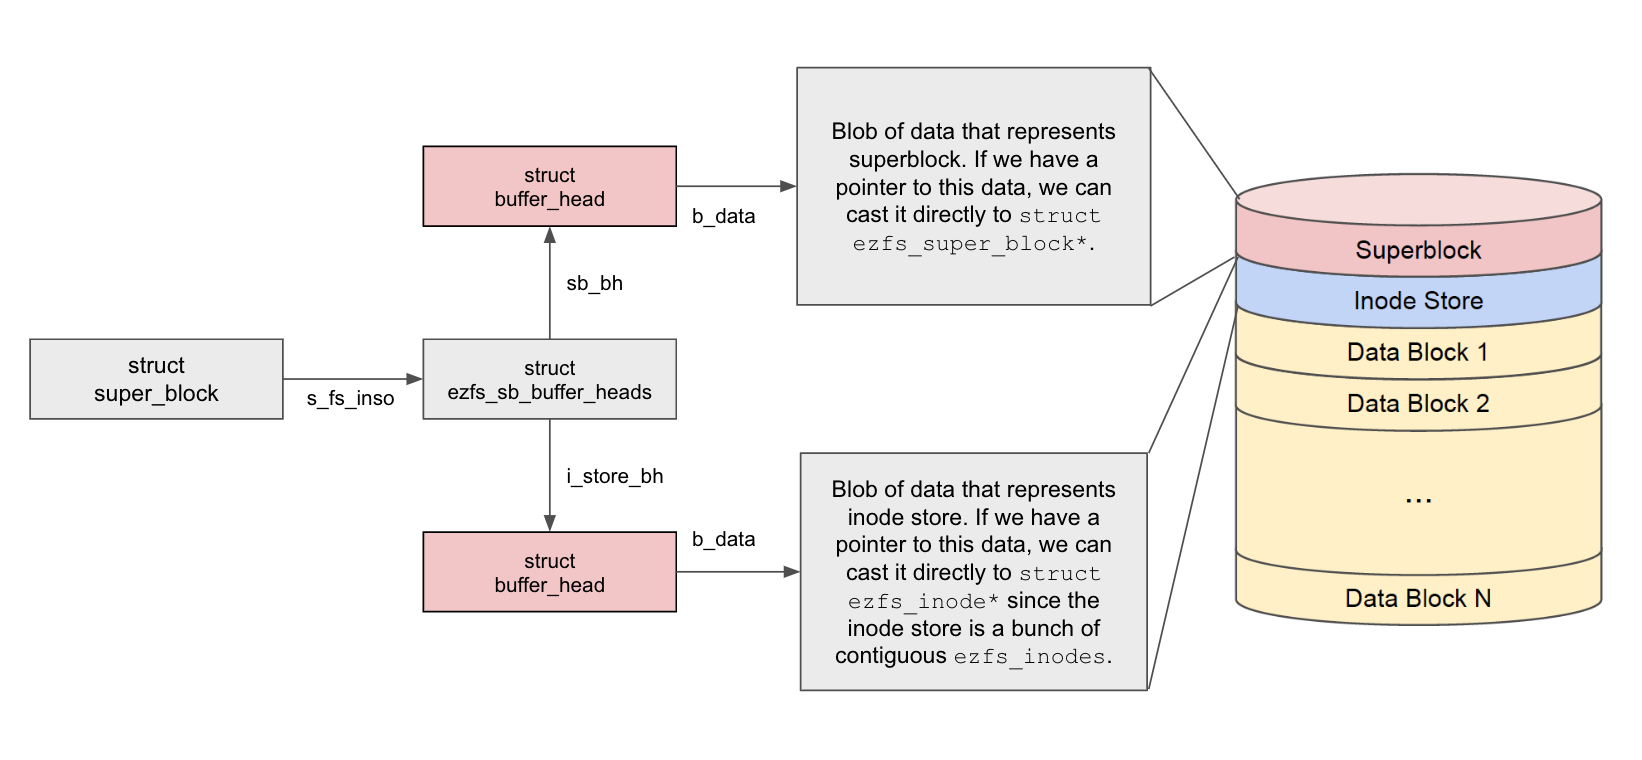 struct
super_block
s_fs_inso
struct
ezfs_sb_buffer_heads
sb_bh
struct
buffer_head
b_data
Blob of data that represents
superblock. If we have a
pointer to this data, we can
cast it directly to struct
ezfs_super_block*.
i_store_bh
struct
buffer_head
b_data
Blob of data that represents
inode store. If we have a
pointer to this data, we can
cast it directly to struct
ezfs_inode* since the
inode store is a bunch of
contiguous ezfs_inodes.
Superblock
Inode Store
Data Block 1
Data Block 2
...
Data Block N